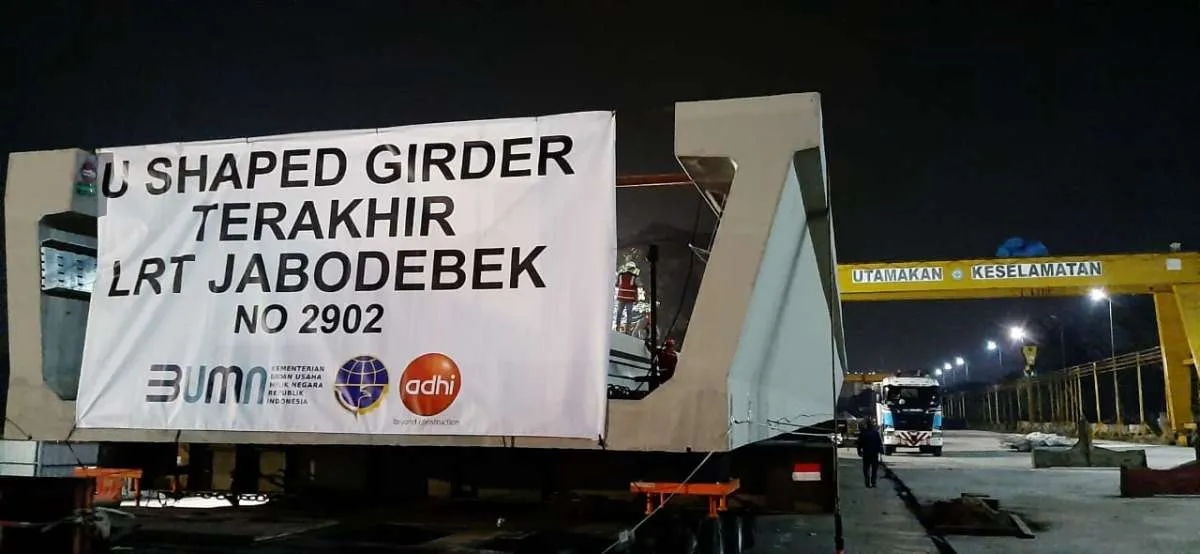 U SHAPED GIRDER
TERAKHIR
LRT JABODEBEK
NO 2902
BUMN
KEMENTERIAN
BADAN USAHA
MILIK NEGARA
REPUBLIK
INDONESIA
adhi
beyond construction
UTAMAKAN KESELAMATAN